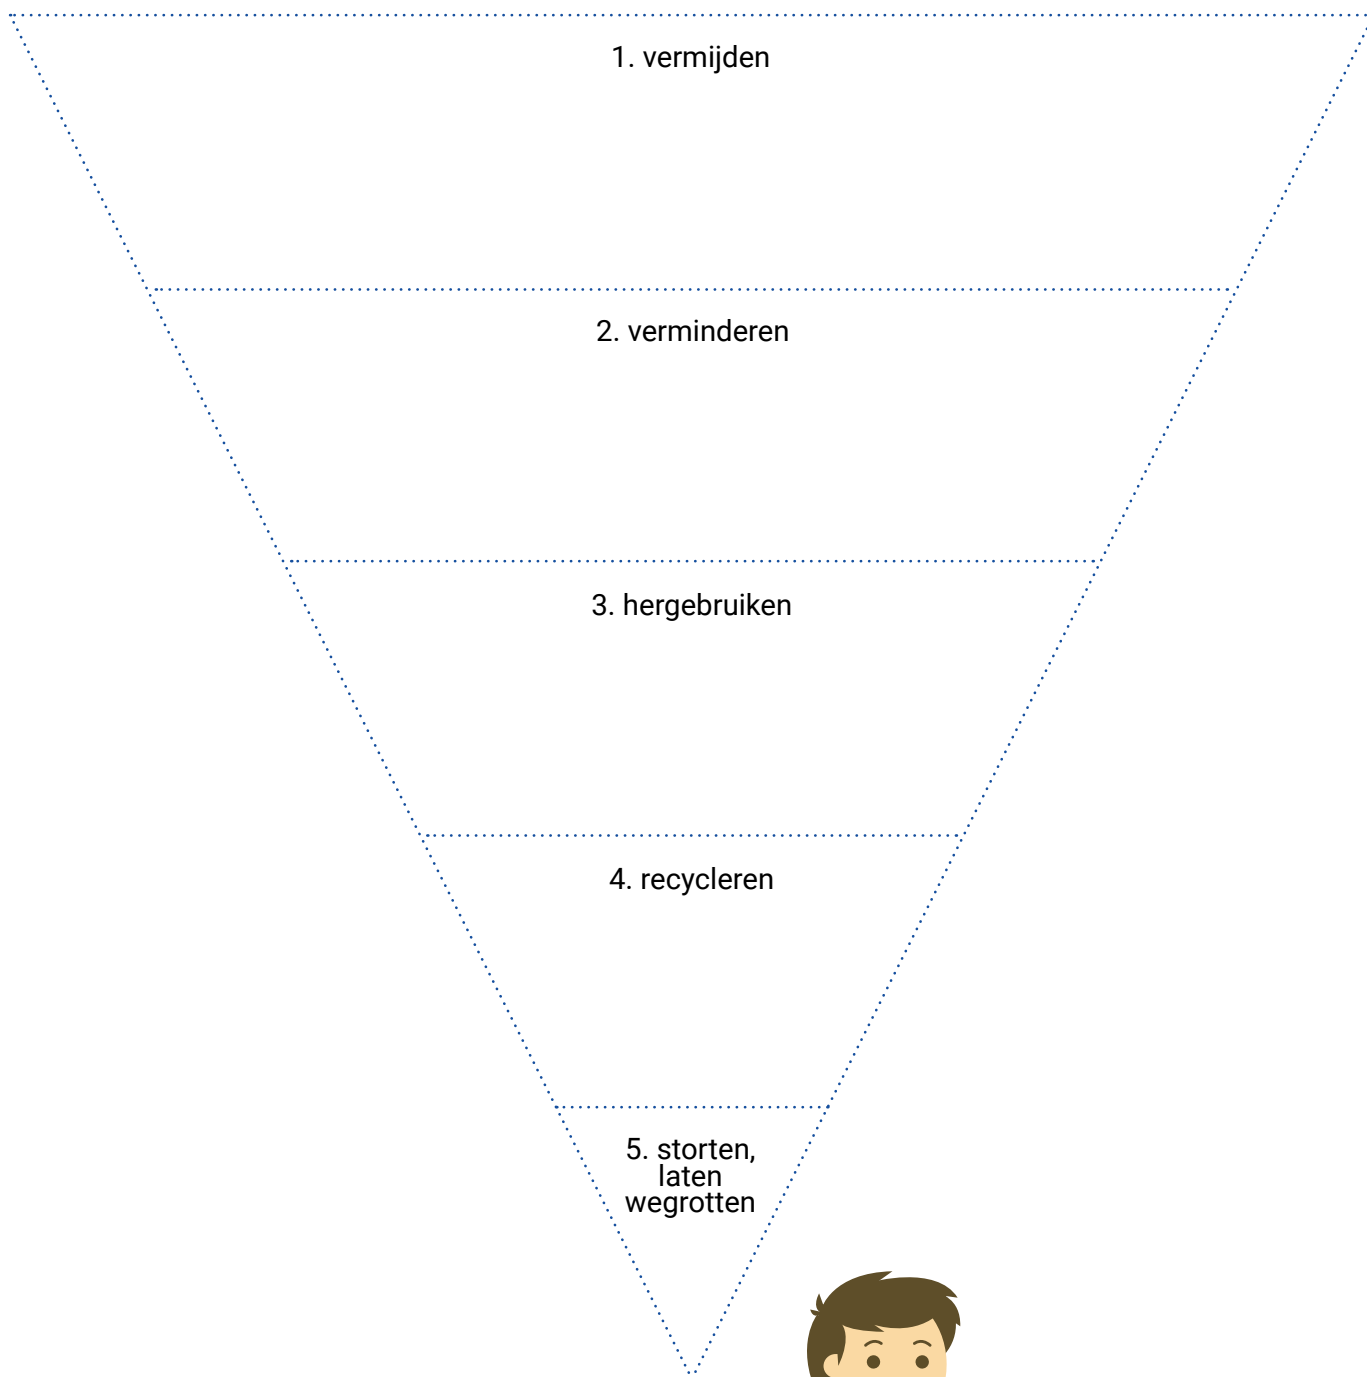 1. vermijden
2. verminderen
3. hergebruiken
4. recycleren
5. storten,
laten
wegrotten